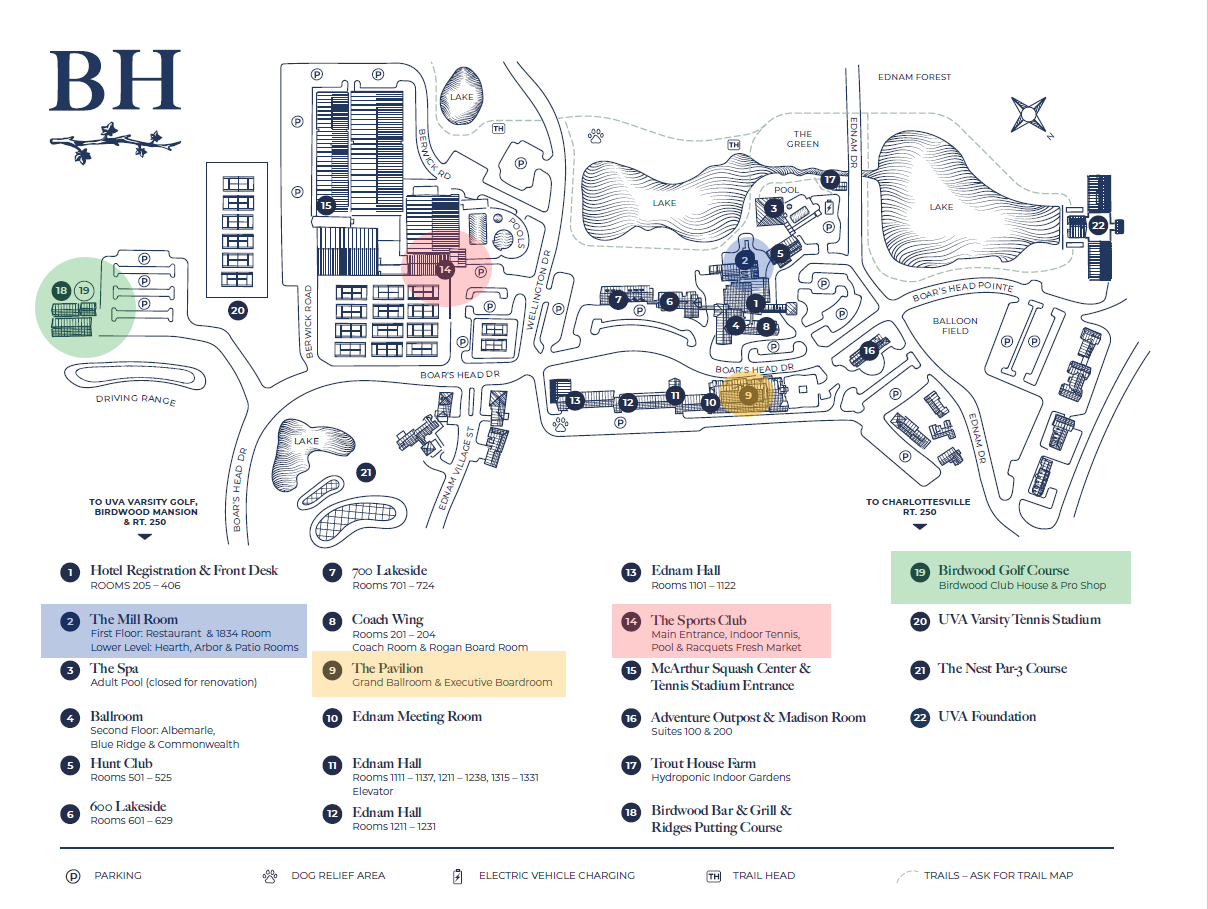 BH
LAKE
TH
P
EDNAM FOREST
N
BERWICK RD
THE
GREEN
EDNAM DR
TH
P
P
P
P
P
15
LAKE
POOL
17
3
LAKE
22
POOLS
P
2
5
14
P
P
P
P
18
19
20
BERWICK ROAD
P
WELLINGTON DR
P
7
6
P
1
4
8
P
P
P
BOAR'S HEAD POINTE
BALLOON
FIELD
P
P
16
P
DRIVING RANGE
BOAR'S HEAD DR
BOAR'S HEAD DR
13
12
11
10
9
P
P
P
EDNAM DR
LAKE
21
EDNAM VILLAGE ST
BOAR'S HEAD DR
TO UVA VARSITY GOLF,
BIRDWOOD MANSION
& RT. 250
TO CHARLOTTESVILLE
RT. 250
1 Hotel Registration & Front Desk
ROOMS 205 – 406
2 The Mill Room
First Floor: Restaurant & 1834 Room
Lower Level: Hearth, Arbor & Patio Rooms
3 The Spa
Adult Pool (closed for renovation)
4 Ballroom
Second Floor: Albemarle,
Blue Ridge & Commonwealth
5 Hunt Club
Rooms 501 – 525
6 600 Lakeside
Rooms 601 – 629
7 700 Lakeside
Rooms 701 – 724
8 Coach Wing
Rooms 201 – 204
Coach Room & Rogan Board Room
9 The Pavilion
Grand Ballroom & Executive Boardroom
10 Ednam Meeting Room
11 Ednam Hall
Rooms 1111 – 1137, 1211 – 1238, 1315 – 1331
Elevator
12 Ednam Hall
Rooms 1211 – 1231
13 Ednam Hall
Rooms 1101 – 1122
14 The Sports Club
Main Entrance, Indoor Tennis,
Pool & Racquets Fresh Market
15 McArthur Squash Center &
Tennis Stadium Entrance
16 Adventure Outpost & Madison Room
Suites 100 & 200
17 Trout House Farm
Hydroponic Indoor Gardens
18 Birdwood Bar & Grill &
Ridges Putting Course
19 Birdwood Golf Course
Birdwood Club House & Pro Shop
20 UVA Varsity Tennis Stadium
21 The Nest Par-3 Course
22 UVA Foundation
P PARKING
DOG RELIEF AREA
ELECTRIC VEHICLE CHARGING
TH TRAIL HEAD
TRAILS – ASK FOR TRAIL MAP